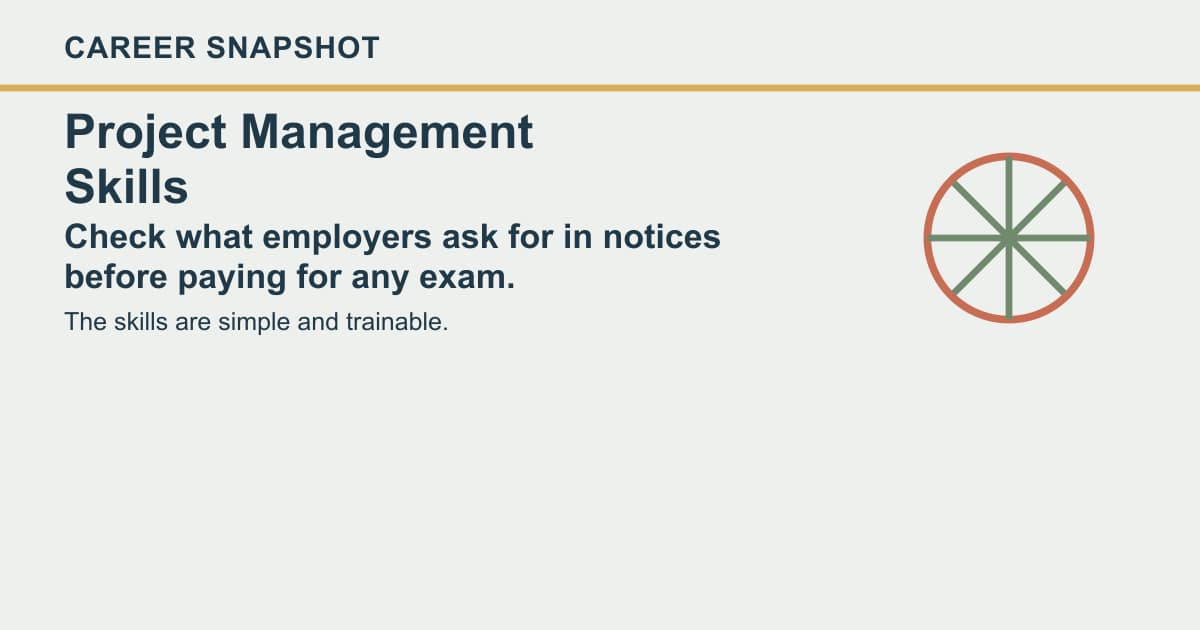 CAREER SNAPSHOT
Project Management
Skills
Check what employers ask for in notices
before paying for any exam.
The skills are simple and trainable.